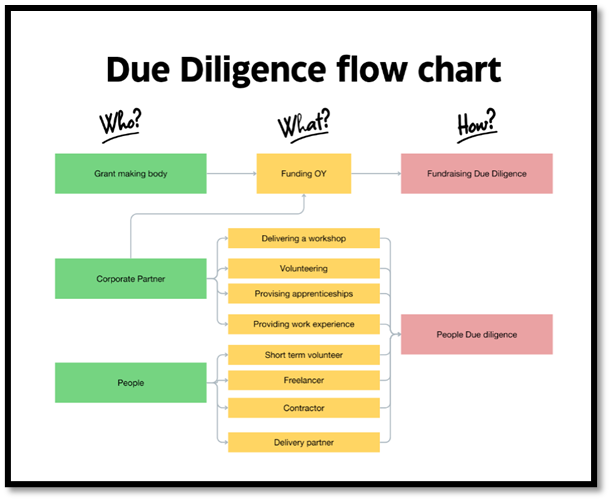 Due Diligence flow chart
Who?
What?
How?
Grant making body
Funding OY
Fundraising Due Diligence
Delivering a workshop
Volunteering
Corporate Partner
Provising apprenticeships
Providing work experience
People Due diligence
Short term volunteer
People
Freelancer
Contractor
Delivery partner